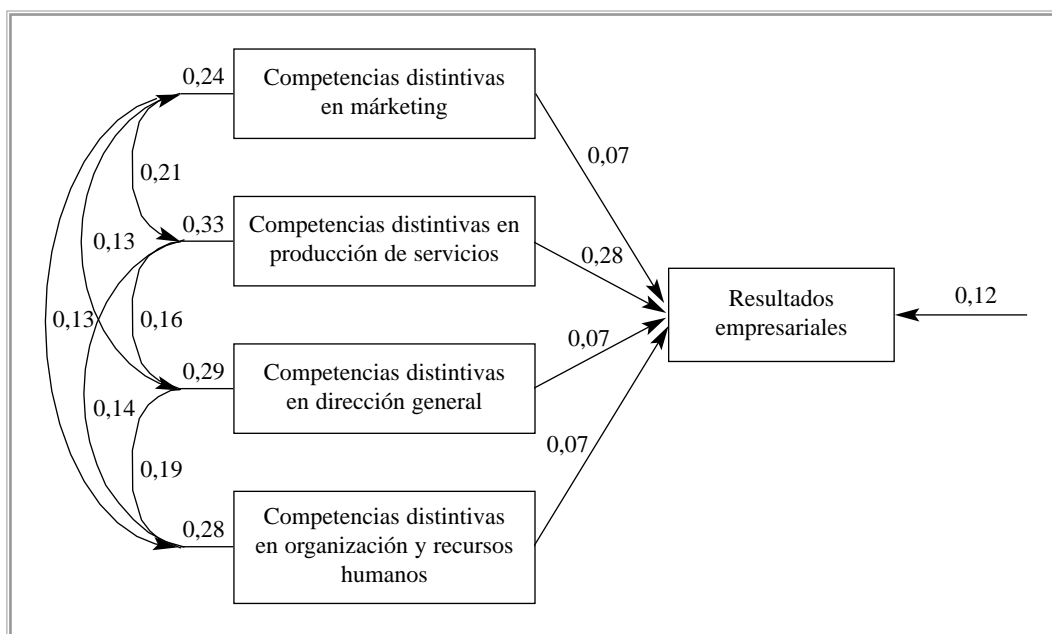 0,24
Competencias distintivas
en márketing
0,07
0,21
0,33
Competencias distintivas en
producción de servicios
0,13
0,28
Resultados
empresariales
0,12
0,13
0,16
0,07
0,29
Competencias distintivas
en dirección general
0,14
0,07
0,19
0,28
Competencias distintivas
en organización y recursos
humanos